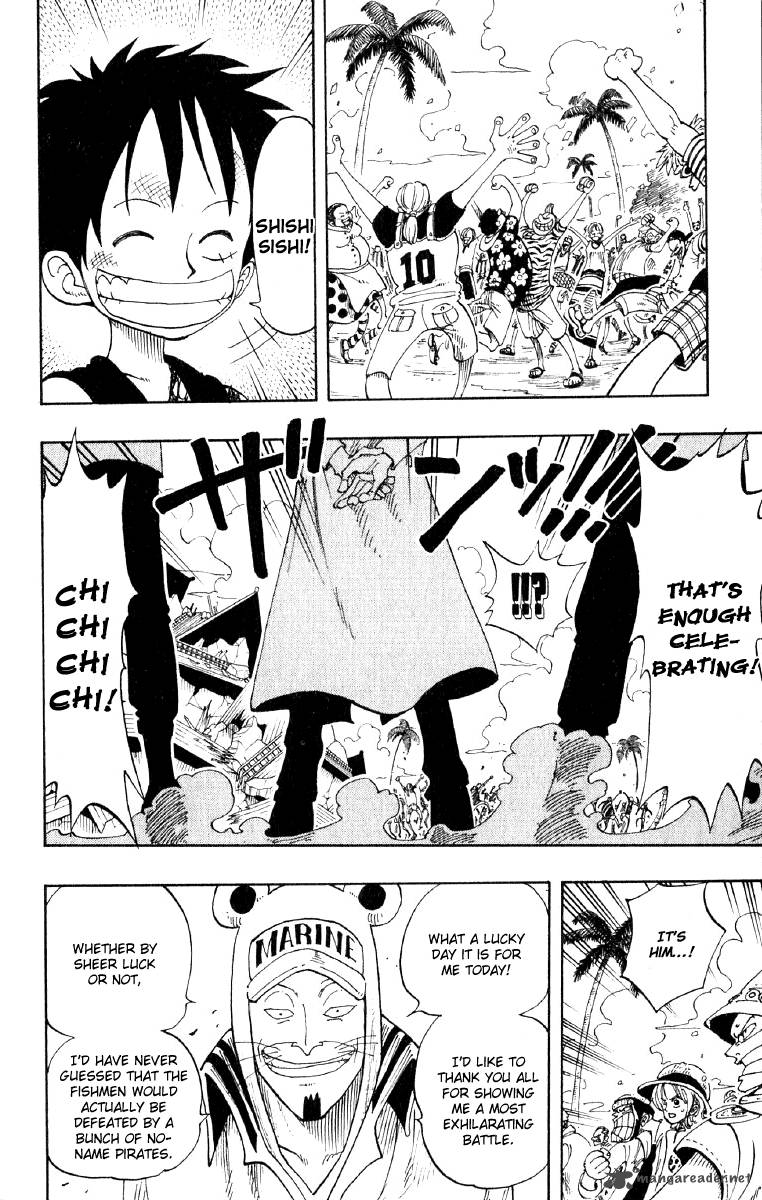 10
SHISHI
SISHI!
ザンッ!!!
!!!?
THAT'S
ENOUGH
CELE-
BRATING!
CHI
CHI
CHI
CHI!
IT'S
HIM...!
WHAT A LUCKY
DAY IT IS FOR
ME TODAY!
I'D LIKE TO
THANK YOU ALL
FOR SHOWING
ME A MOST
EXHILARATING
BATTLE.
MARINE
WHETHER BY
SHEER LUCK
OR NOT,
I'D HAVE NEVER
GUESSED THAT THE
FISHMEN WOULD
ACTUALLY BE
DEFEATED BY A
BUNCH OF NO-
NAME PIRATES.
mangareader.net